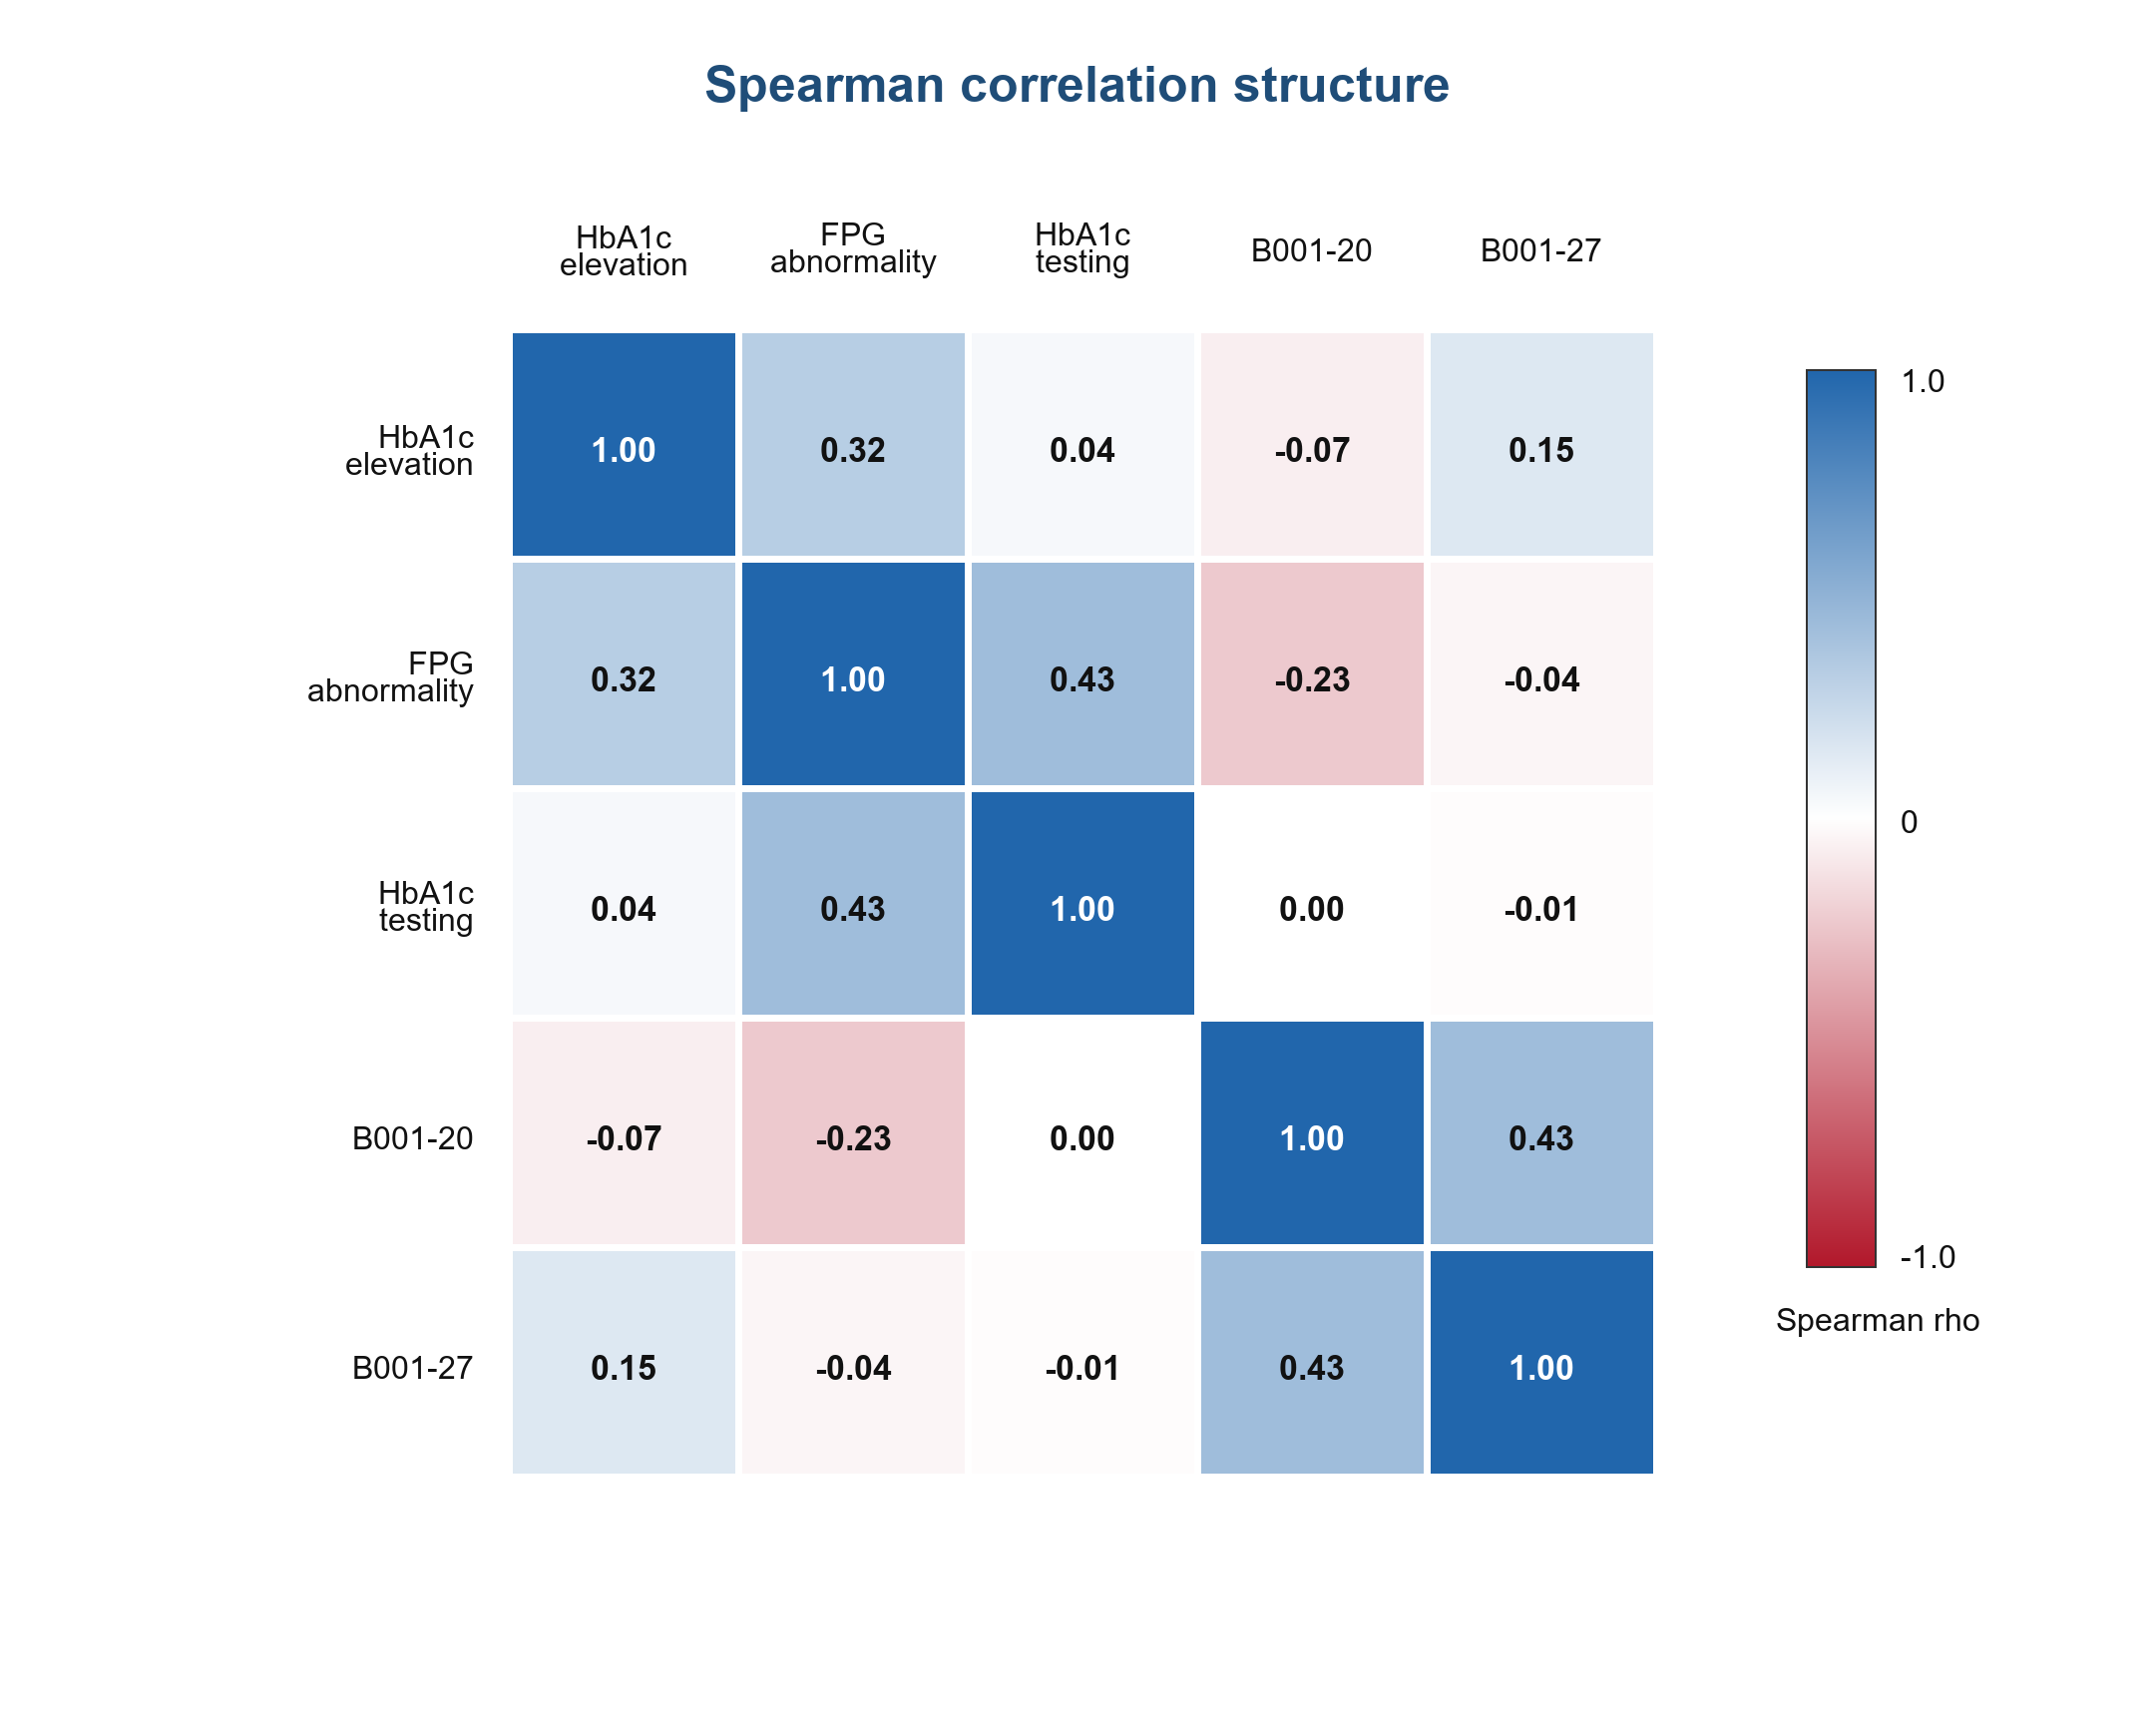 Spearman correlation structure
HbA1c
elevation
FPG
abnormality
HbA1c
testing
B001-20
B001-27
HbA1c
elevation
1.00 0.32 0.04 -0.07 0.15
1.0
FPG
abnormality
0.32 1.00 0.43 -0.23 -0.04
0
HbA1c
testing
0.04 0.43 1.00 0.00 -0.01
B001-20 -0.07 -0.23 0.00 1.00 0.43
-1.0
Spearman rho
B001-27 0.15 -0.04 -0.01 0.43 1.00